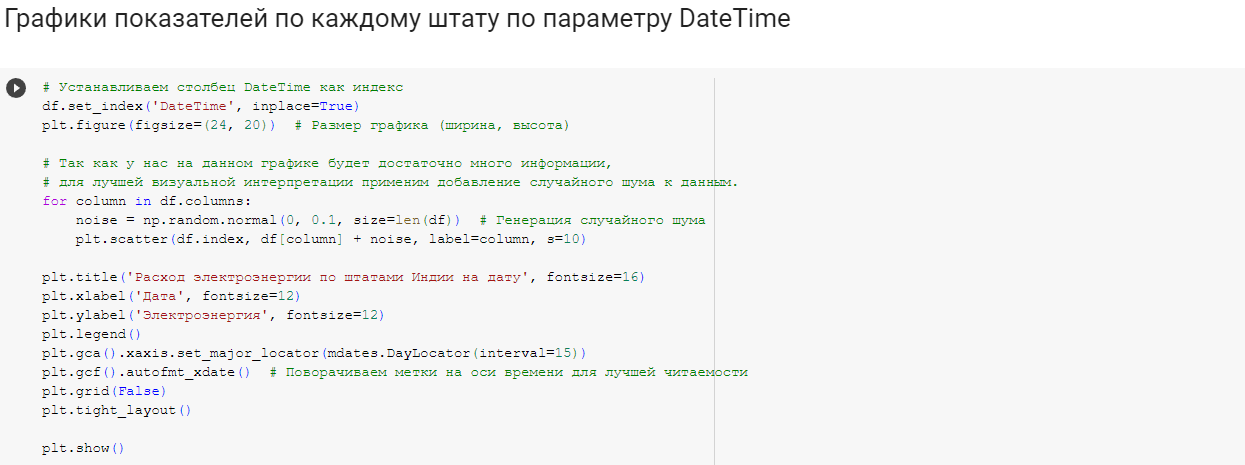 Графики показателей по каждому штату по параметру DateTime
# Устанавливаем столбец DateTime как индекс
df.set_index('DateTime', inplace=True)
plt.figure(figsize=(24, 20))  # Размер графика (ширина, высота)
# Так как у нас на данном графике будет достаточно много информации,
# для лучшей визуальной интерпретации применим добавление случайного шума к данным.
for column in df.columns:
    noise = np.random.normal(0, 0.1, size=len(df))  # Генерация случайного шума
    plt.scatter(df.index, df[column] + noise, label=column, s=10)
plt.title('Расход электроэнергии по штатами Индии на дату', fontsize=16)
plt.xlabel('Дата', fontsize=12)
plt.ylabel('Электроэнергия', fontsize=12)
plt.legend()
plt.gca().xaxis.set_major_locator(mdates.DayLocator(interval=15))
plt.gcf().autofmt_xdate()  # Поворачиваем метки на оси времени для лучшей читаемости
plt.grid(False)
plt.tight_layout()
plt.show()